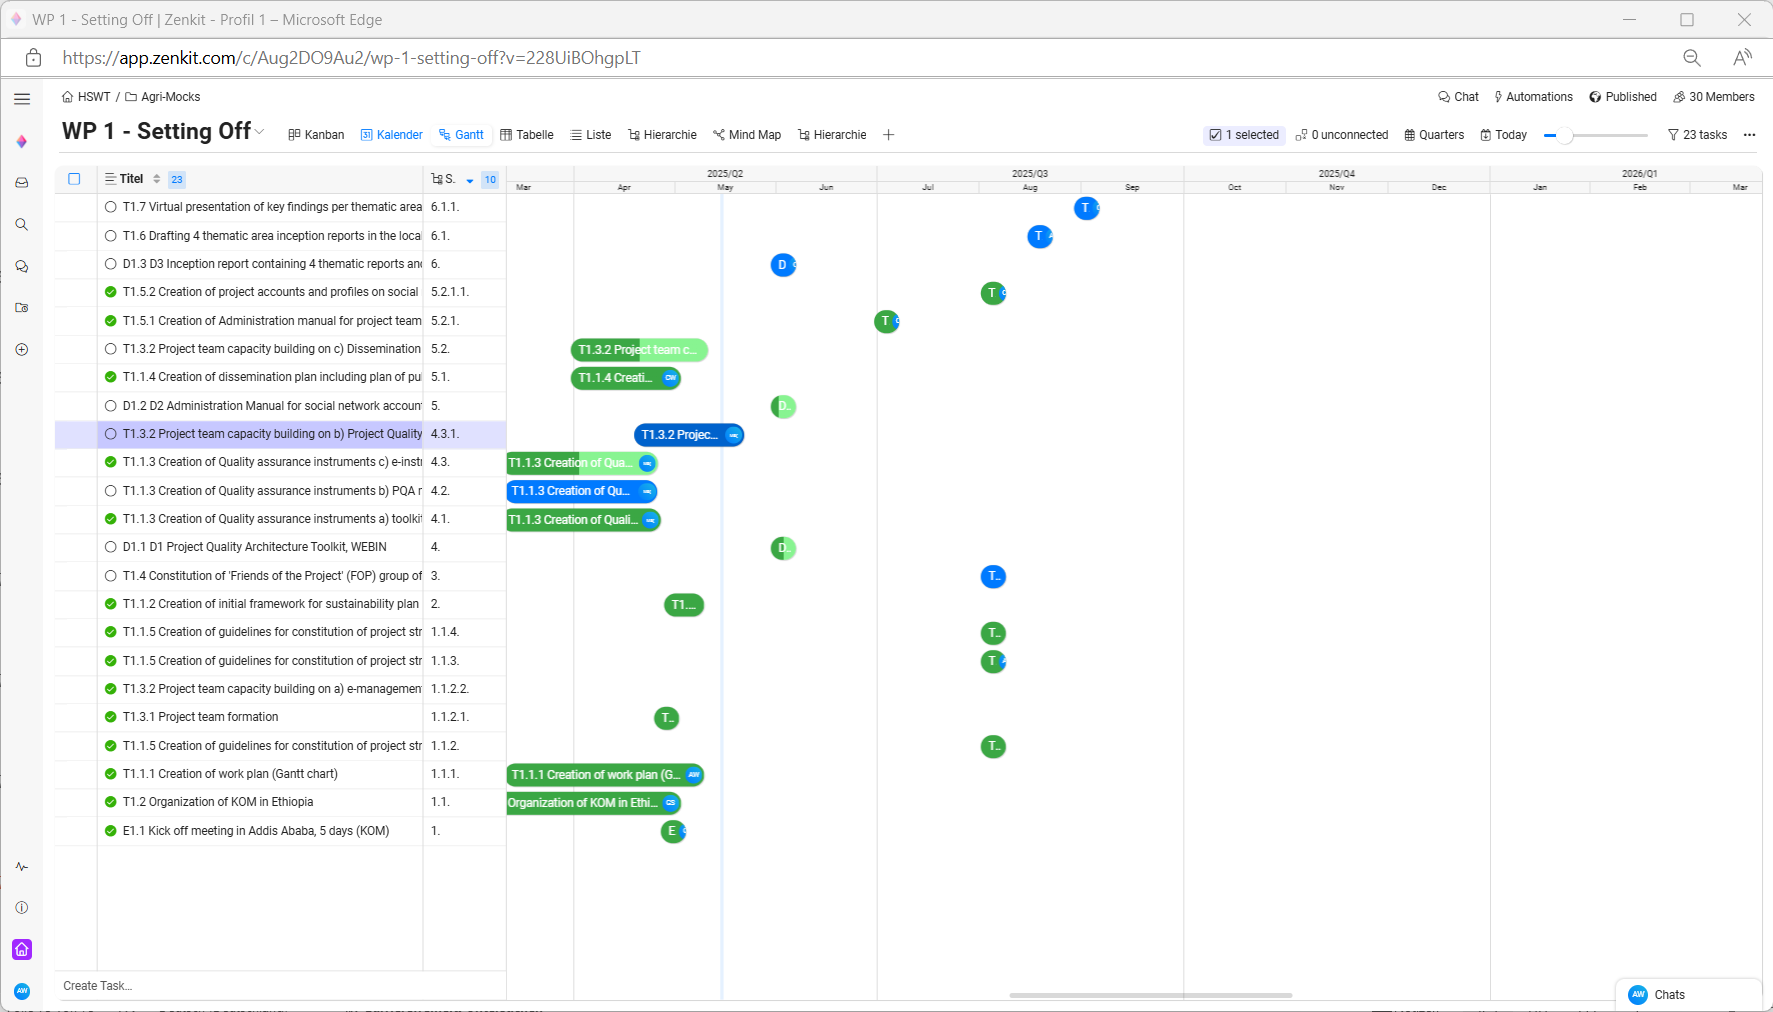 WP 1 - Setting Off | Zenkit - Profil 1 – Microsoft Edge
https://app.zenkit.com/c/Aug2DO9Au2/wp-1-setting-off?v=228UiBOhgpLT
HSWT / Agri-Mocks
Chat Automations Published 30 Members
WP 1 - Setting Off
Kanban Kalender Gantt Tabelle Liste Hierarchie Mind Map Hierarchie
1 selected 0 unconnected Quarters Today 23 tasks
Titel 23 S. 10
2025/Q2 2025/Q3 2025/Q4 2026/Q1
Mar Apr May Jun Jul Aug Sep Oct Nov Dec Jan Feb Mar
T1.7 Virtual presentation of key findings per thematic area 6.1.1. T
T1.6 Drafting 4 thematic area inception reports in the local 6.1. T
D1.3 D3 Inception report containing 4 thematic reports and 6. D
T1.5.2 Creation of project accounts and profiles on social 5.2.1.1. T
T1.5.1 Creation of Administration manual for project team 5.2.1. T
T1.3.2 Project team capacity building on c) Dissemination 5.2. T1.3.2 Project team c...
T1.1.4 Creation of dissemination plan including plan of pu 5.1. T1.1.4 Creati... CW
D1.2 D2 Administration Manual for social network accoun 5. D..
T1.3.2 Project team capacity building on b) Project Quality 4.3.1. T1.3.2 Projec...
T1.1.3 Creation of Quality assurance instruments c) e-inst 4.3. T1.1.3 Creation of Qua...
T1.1.3 Creation of Quality assurance instruments b) PQA 4.2. T1.1.3 Creation of Qu...
T1.1.3 Creation of Quality assurance instruments a) toolkit 4.1. T1.1.3 Creation of Quali...
D1.1 D1 Project Quality Architecture Toolkit, WEBIN 4. D..
T1.4 Constitution of 'Friends of the Project' (FOP) group of 3. T..
T1.1.2 Creation of initial framework for sustainability plan 2. T1....
T1.1.5 Creation of guidelines for constitution of project str 1.1.4. T..
T1.1.5 Creation of guidelines for constitution of project str 1.1.3. T
T1.3.2 Project team capacity building on a) e-management 1.1.2.2.
T1.3.1 Project team formation 1.1.2.1. T..
T1.1.5 Creation of guidelines for constitution of project str 1.1.2. T..
T1.1.1 Creation of work plan (Gantt chart) 1.1.1. T1.1.1 Creation of work plan (G... AW
T1.2 Organization of KOM in Ethiopia 1.1. Organization of KOM in Ethi... GS
E1.1 Kick off meeting in Addis Ababa, 5 days (KOM) 1. E
Create Task...
AW
AW Chats